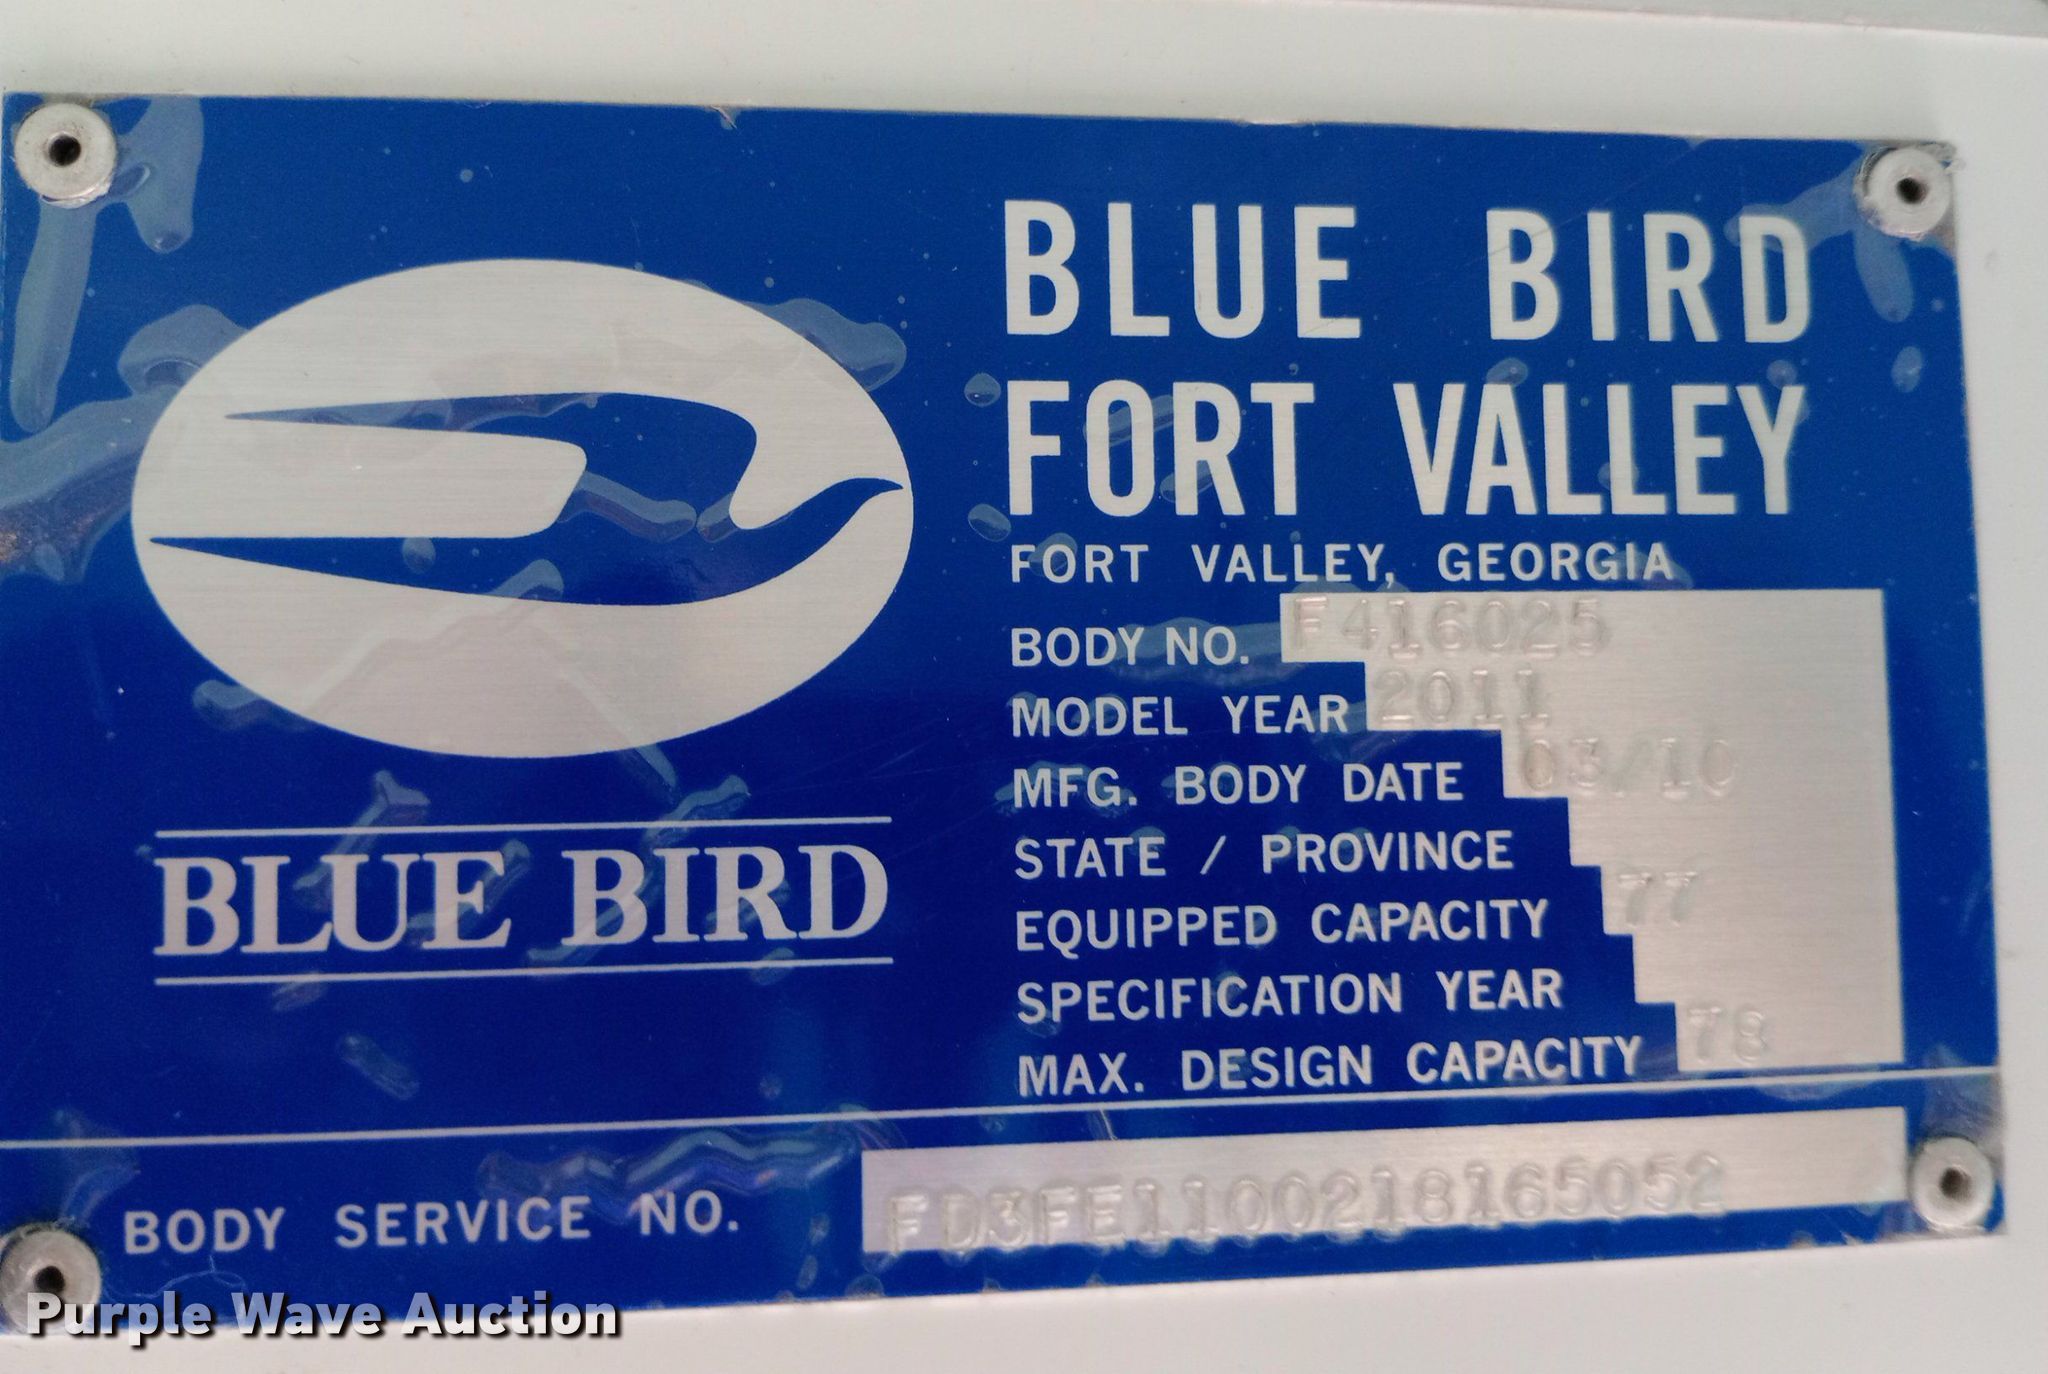 BLUE BIRD
FORT VALLEY
FORT VALLEY, GEORGIA
BODY NO. F416025
MODEL YEAR 2011
MFG. BODY DATE 03/10
STATE / PROVINCE
EQUIPPED CAPACITY 77
SPECIFICATION YEAR
MAX. DESIGN CAPACITY 78
BLUE BIRD
BODY SERVICE NO. FD3FE1100218165052
Purple Wave Auction